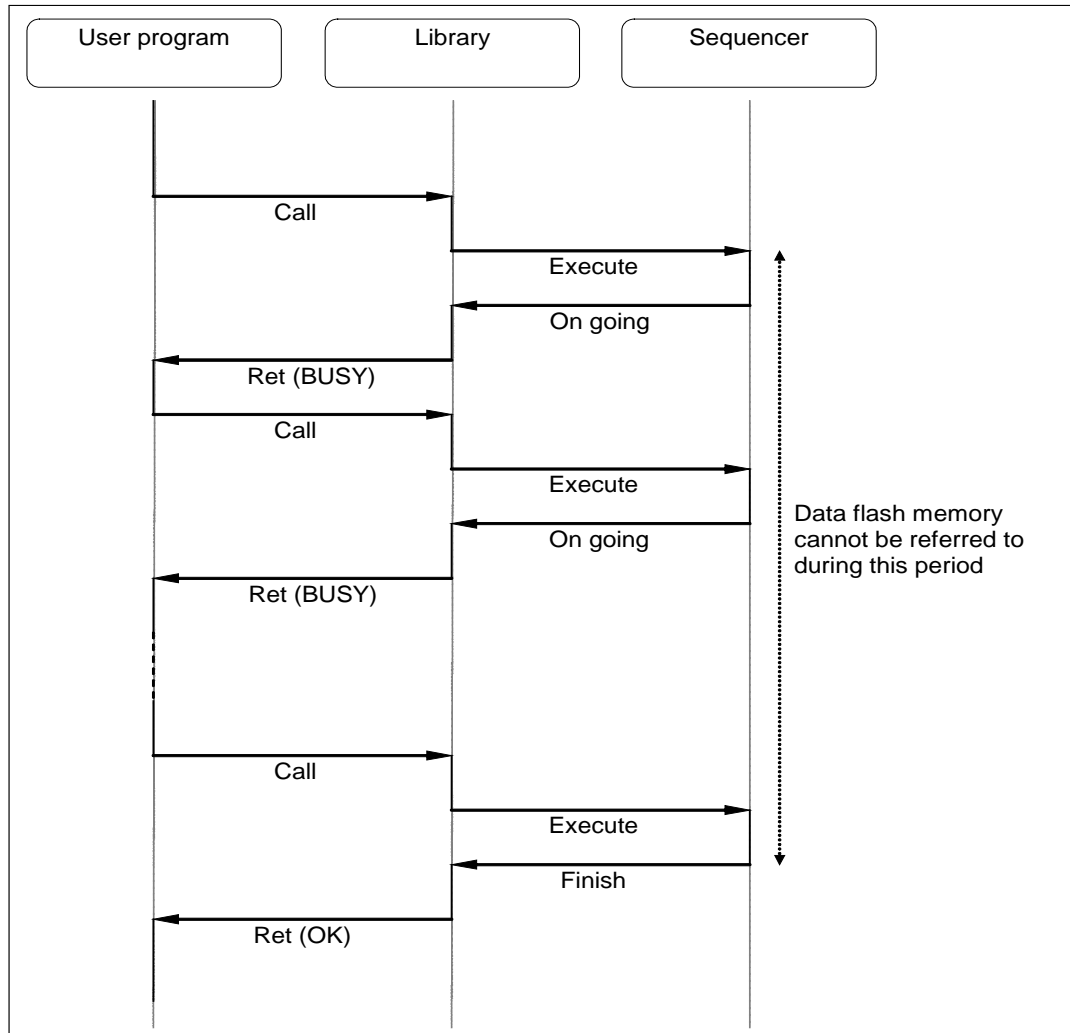 User program
Library
Sequencer
Call
Execute
On going
Ret (BUSY)
Call
Execute
On going
Data flash memory
cannot be referred to
during this period
Ret (BUSY)
Call
Execute
Finish
Ret (OK)